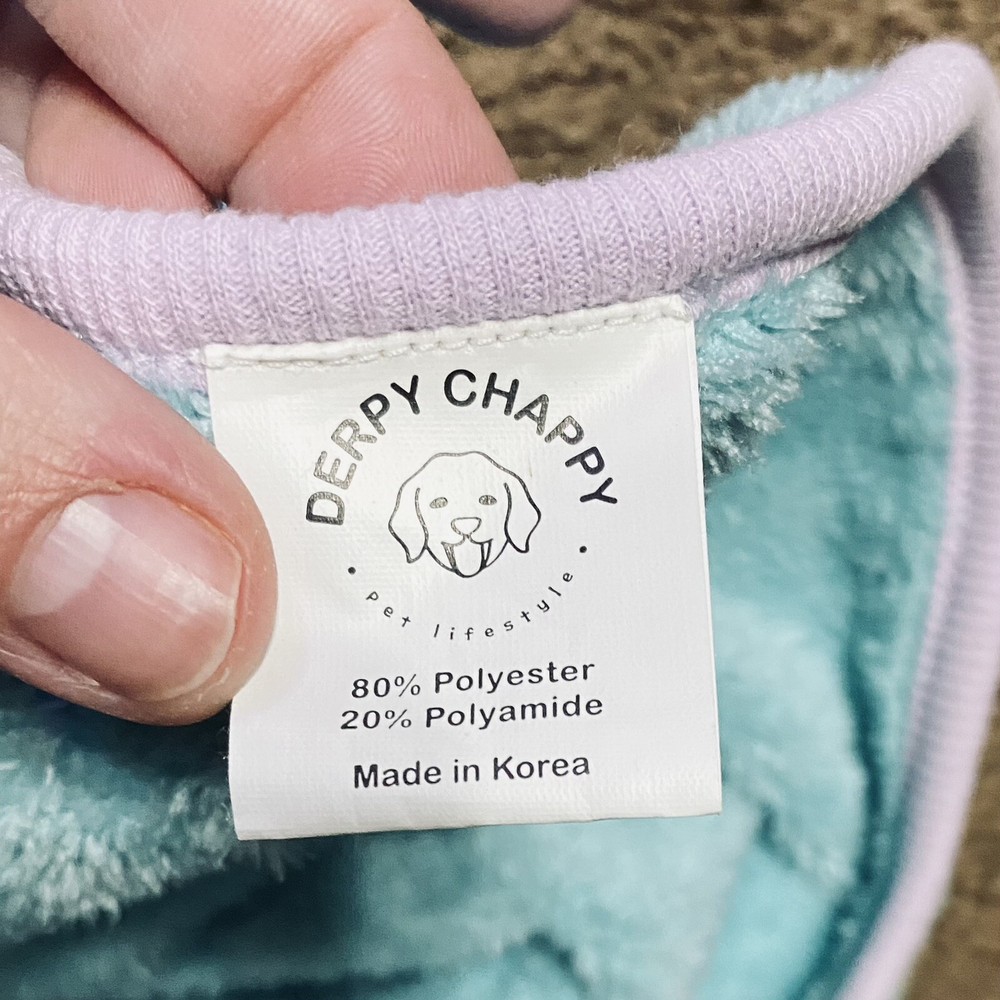 DERPY CHAPPY
• pet lifestyle •
80% Polyester
20% Polyamide
Made in Korea